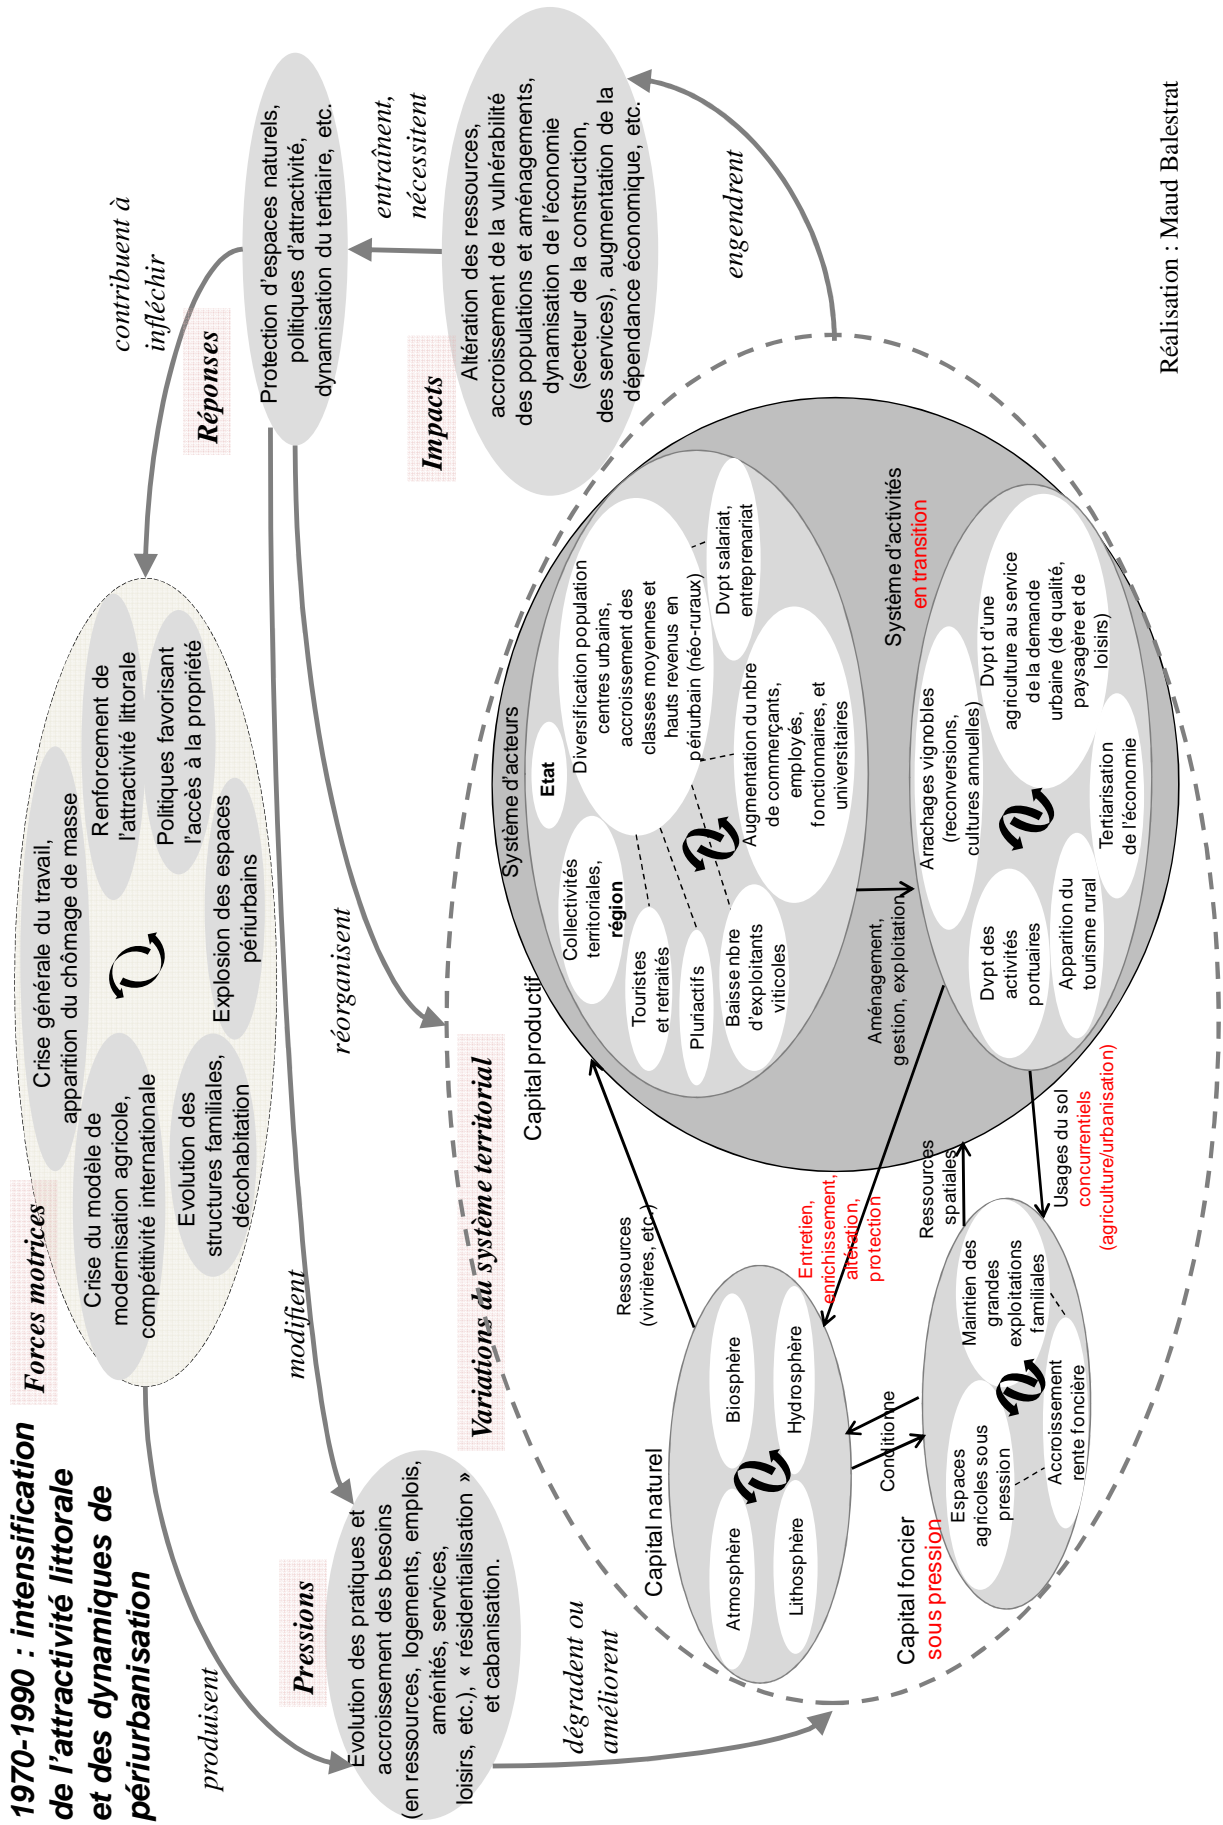 1970-1990 : intensification
de l'attractivité littorale
et des dynamiques de
périurbanisation
Forces motrices
Crise générale du travail,
apparition du chômage de masse
Crise du modèle de
modernisation agricole,
compétitivité internationale
Renforcement de
l'attractivité littorale
Politiques favorisant
l'accès à la propriété
Evolution des
structures familiales,
décohabitation
Explosion des espaces
périurbains
contribuent à
infléchir
produisent
modifient
réorganisent
Réponses
Protection d'espaces naturels,
politiques d'attractivité,
dynamisation du tertiaire, etc.
entraînent,
nécessitent
Pressions
Evolution des pratiques et
accroissement des besoins
(en ressources, logements, emplois,
aménités, services,
loisirs, etc.), « résidentialisation »
et cabanisation.
dégradent ou
améliorent
Impacts
Altération des ressources,
accroissement de la vulnérabilité
des populations et aménagements,
dynamisation de l'économie
(secteur de la construction,
des services), augmentation de la
dépendance économique, etc.
engendrent
Variations du système territorial
Capital naturel
Atmosphère
Biosphère
Lithosphère
Hydrosphère
Ressources
(vivrières, etc.)
Entretien,
enrichissement,
altération,
protection
Conditionne
Capital foncier
sous pression
Espaces
agricoles sous
pression
Maintien des
grandes
exploitations
familiales
Accroissement
rente foncière
Ressources
spatiales
Usages du sol
concurrentiels
(agriculture/urbanisation)
Capital productif
Système d'acteurs
Etat
Collectivités
territoriales,
région
Diversification population
centres urbains,
accroissement des
classes moyennes et
hauts revenus en
périurbain (néo-ruraux)
Touristes
et retraités
Pluriactifs
Baisse nbre
d'exploitants
viticoles
Dvpt salariat,
entreprenariat
Augmentation du nbre
de commerçants,
employés,
fonctionnaires, et
universitaires
Aménagement,
gestion, exploitation
Système d'activités
en transition
Arrachages vignobles
(reconversions,
cultures annuelles)
Dvpt d'une
agriculture au service
de la demande
urbaine (de qualité,
paysagère et de
loisirs)
Dvpt des
activités
portuaires
Apparition du
tourisme rural
Tertiarisation
de l'économie
Réalisation : Maud Balestrat